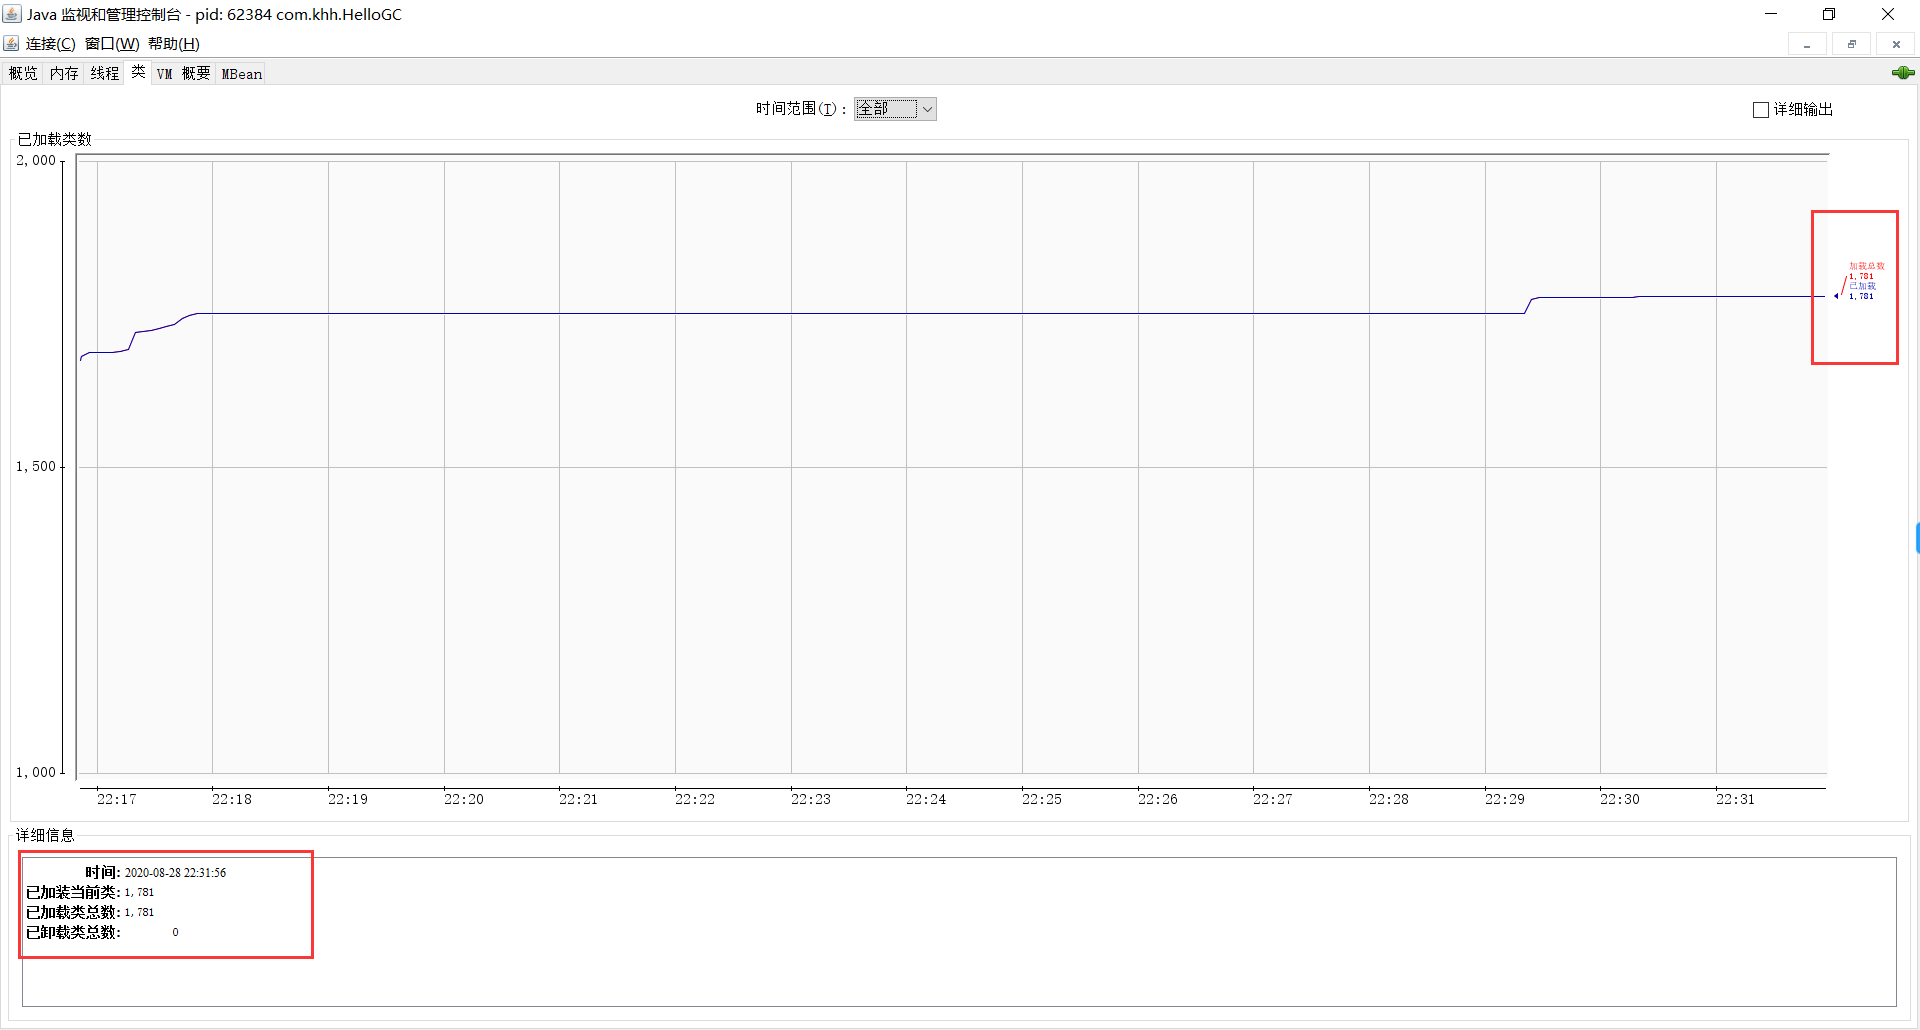 Java 监视和管理控制台 - pid: 62384 com.khh.HelloGC
连接(C) 窗口(W) 帮助(H)
概览 内存 线程 类 VM 概要 MBean
时间范围(T): 全部
详细输出
已加载类数
2,000
1,500
1,000
加载总数
1,781
已加载
1,781
22:17 22:18 22:19 22:20 22:21 22:22 22:23 22:24 22:25 22:26 22:27 22:28 22:29 22:30 22:31
详细信息
时间: 2020-08-28 22:31:56
已加装当前类: 1,781
已加载类总数: 1,781
已卸载类总数: 0